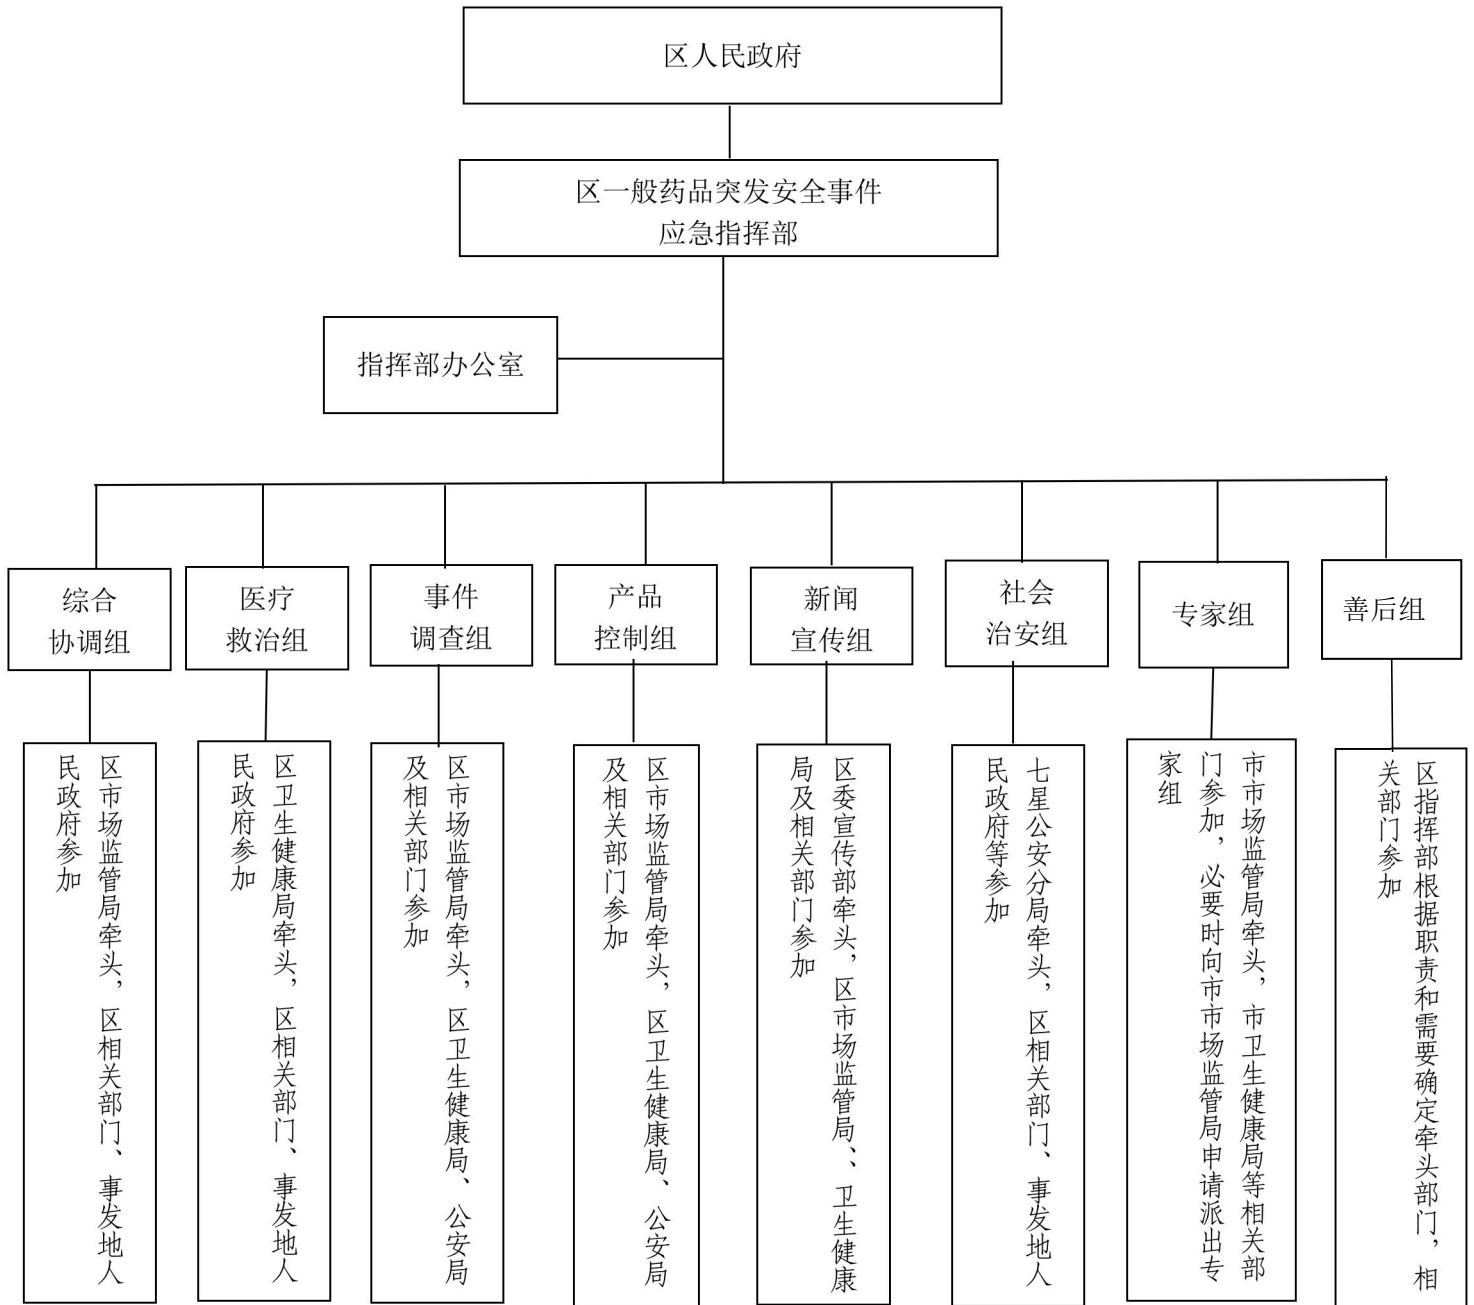 区人民政府
区一般药品突发安全事件
应急指挥部
指挥部办公室
综合
协调组
医疗
救治组
事件
调查组
产品
控制组
新闻
宣传组
社会
治安组
专家组
善后组
区市场监管局牵头，区相关部门、事发地人
民政府参加
区卫生健康局牵头，区相关部门、事发地人
民政府参加
区市场监管局牵头，区卫生健康局、公安局
及相关部门参加
区市场监管局牵头，区卫生健康局、公安局
及相关部门参加
区委宣传部牵头，区市场监管局、、卫生健康
局及相关部门参加
七星公安分局牵头，区相关部门、事发地人
民政府等参加
市市场监管局牵头，市卫生健康局等相关部
门参加，必要时向市市场监管局申请派出专
家组
区指挥部根据职责和需要确定牵头部门，相
关部门参加